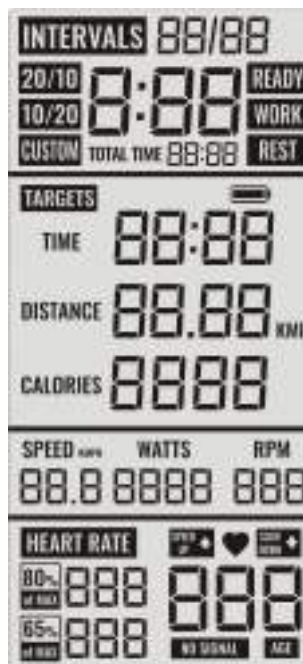 INTERVALS 88/88
20/10 8:88 READY
10/20 WORK
CUSTOM TOTAL TIME 88:88 REST
TARGETS
TIME 88:88
DISTANCE 88.88
CALORIES 8888
SPEED WATTS RPM
88.8 8888 888
HEART RATE
80% 888 888
65% 888
NO SIGNAL AGE